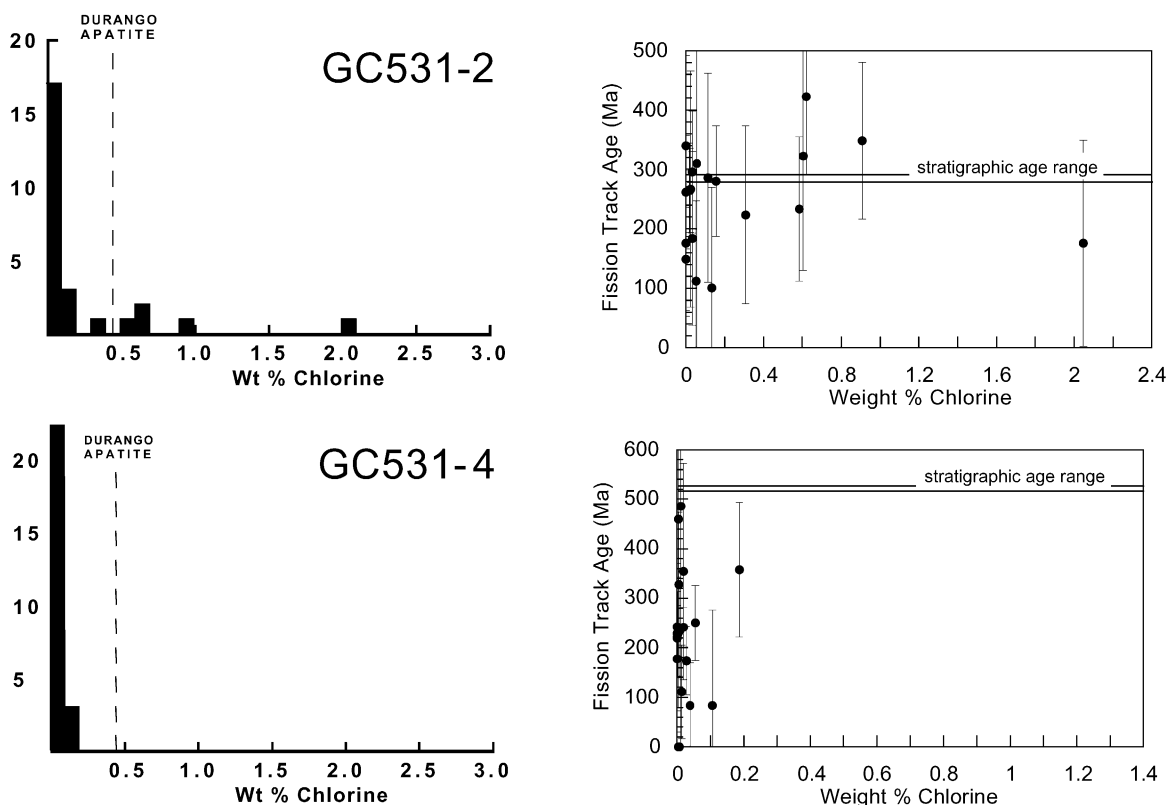 DURANGO
APATITE
GC531-2
20
15
10
5
0.5 1.0 1.5 2.0 2.5 3.0
Wt % Chlorine
500
400
300
200
100
0
Fission Track Age (Ma)
stratigraphic age range
0 0.4 0.8 1.2 1.6 2 2.4
Weight % Chlorine
DURANGO
APATITE
GC531-4
20
15
10
5
0.5 1.0 1.5 2.0 2.5 3.0
Wt % Chlorine
600
500
400
300
200
100
0
Fission Track Age (Ma)
stratigraphic age range
0 0.2 0.4 0.6 0.8 1 1.2 1.4
Weight % Chlorine